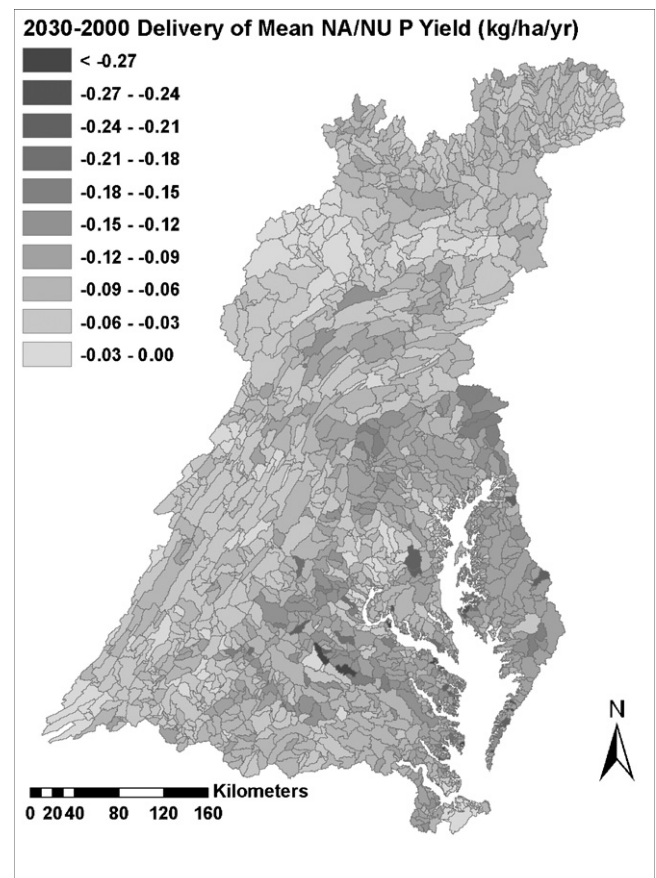 2030-2000 Delivery of Mean NA/NU P Yield (kg/ha/yr)
< -0.27
-0.27 - -0.24
-0.24 - -0.21
-0.21 - -0.18
-0.18 - -0.15
-0.15 - -0.12
-0.12 - -0.09
-0.09 - -0.06
-0.06 - -0.03
-0.03 - 0.00
N
Kilometers
0 20 40 80 120 160